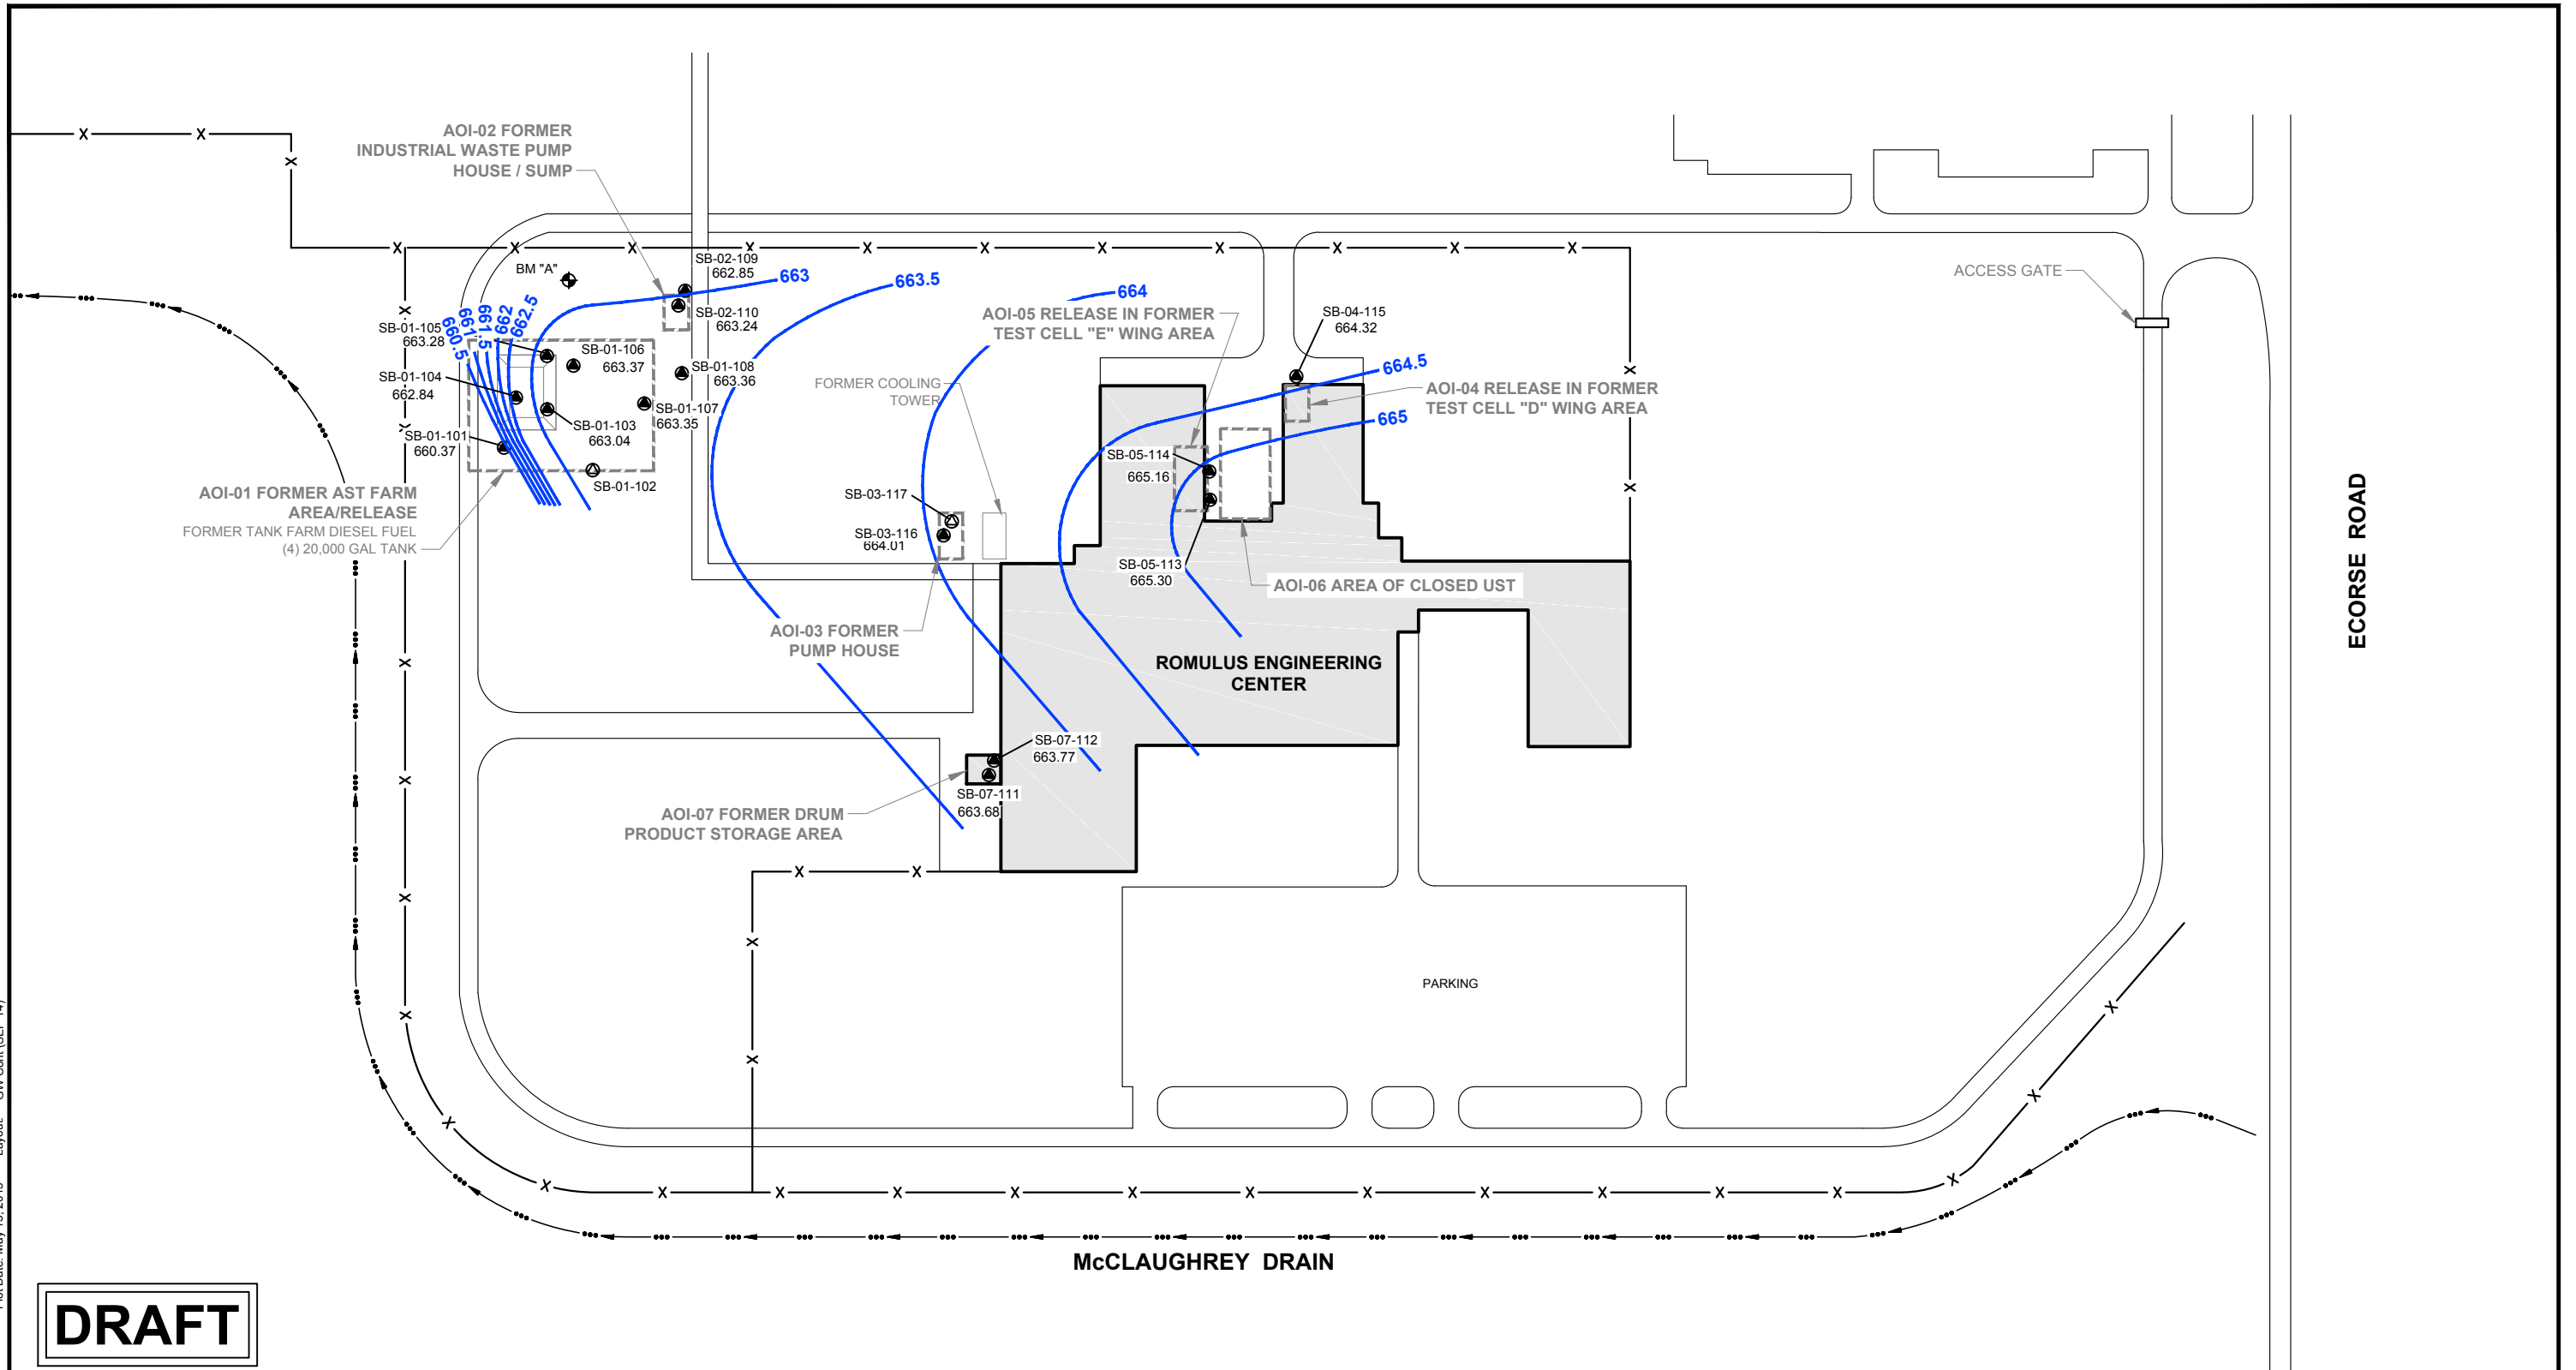 AOI-02 FORMER
INDUSTRIAL WASTE PUMP
HOUSE / SUMP
BM "A"
SB-02-109
662.85
663
663.5
664
SB-02-110
663.24
AOI-05 RELEASE IN FORMER
TEST CELL "E" WING AREA
SB-04-115
664.32
ACCESS GATE
SB-01-105
663.28
660.5
661
661.5
662
662.5
SB-01-106
663.37
SB-01-108
663.36
SB-01-104
662.84
SB-01-107
663.35
SB-01-103
663.04
SB-01-101
660.37
SB-01-102
FORMER COOLING
TOWER
664.5
AOI-04 RELEASE IN FORMER
TEST CELL "D" WING AREA
665
SB-05-114
665.16
AOI-01 FORMER AST FARM
AREA/RELEASE
FORMER TANK FARM DIESEL FUEL
(4) 20,000 GAL TANK
SB-03-117
SB-03-116
664.01
SB-05-113
665.30
AOI-06 AREA OF CLOSED UST
AOI-03 FORMER
PUMP HOUSE
ROMULUS ENGINEERING
CENTER
ECORSE ROAD
SB-07-112
663.77
SB-07-111
663.68
AOI-07 FORMER DRUM
PRODUCT STORAGE AREA
PARKING
McCLAUGHREY DRAIN
DRAFT